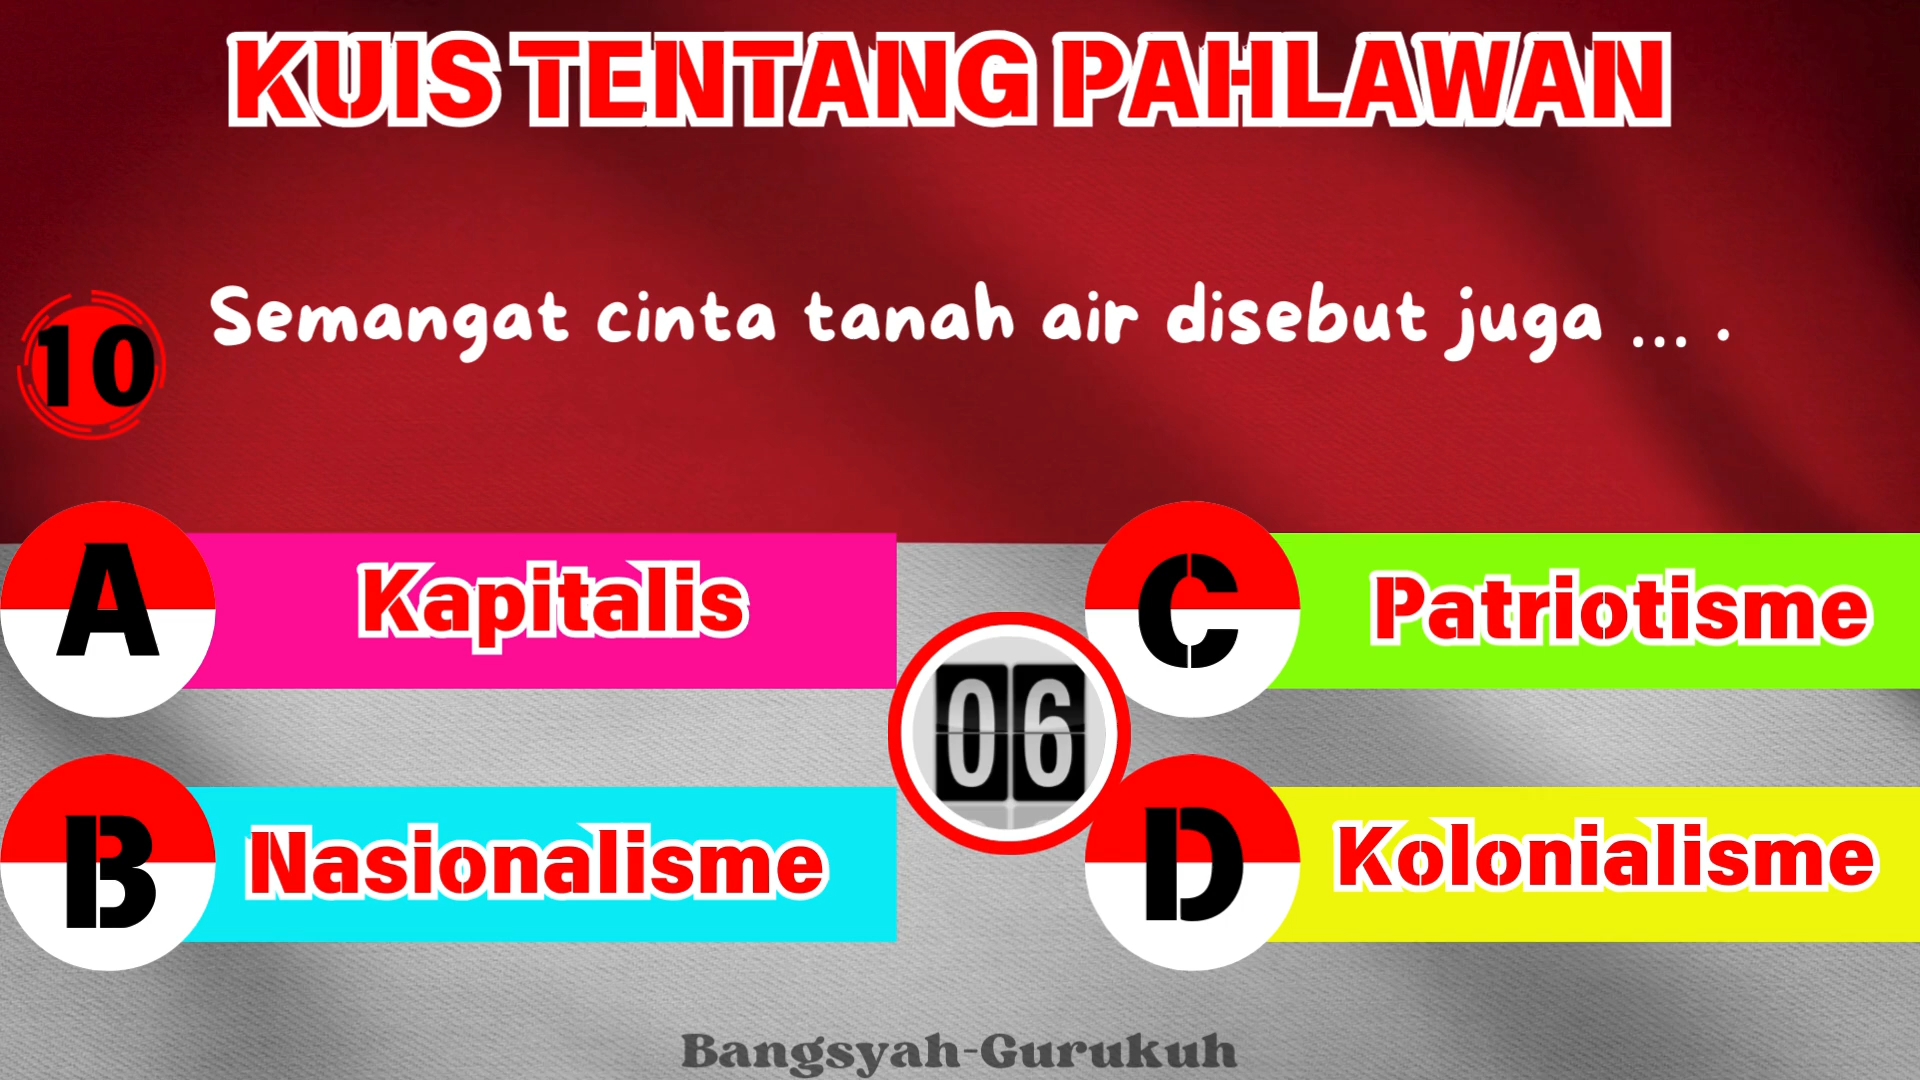 KUIS TENTANG PAHLAWAN
10
Semangat cinta tanah air disebut juga ... .
A
Kapitalis
B
Nasionalisme
06
C
Patriotisme
D
Kolonialisme
Bangsyah-Gurukuh